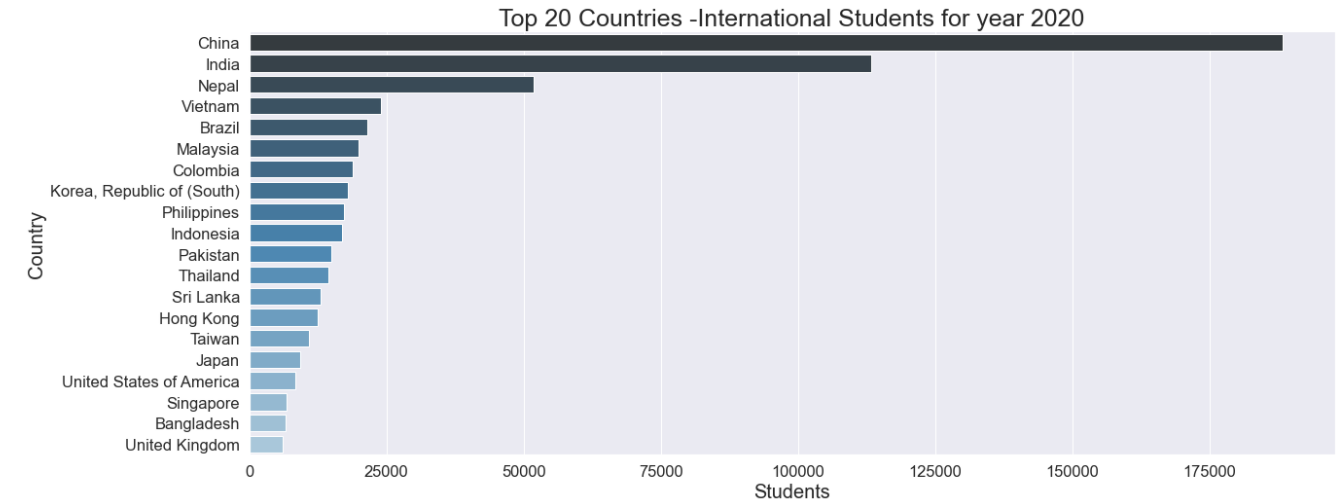 Top 20 Countries -International Students for year 2020
Country
China
India
Nepal
Vietnam
Brazil
Malaysia
Colombia
Korea, Republic of (South)
Philippines
Indonesia
Pakistan
Thailand
Sri Lanka
Hong Kong
Taiwan
Japan
United States of America
Singapore
Bangladesh
United Kingdom
0 25000 50000 75000 100000 125000 150000 175000
Students